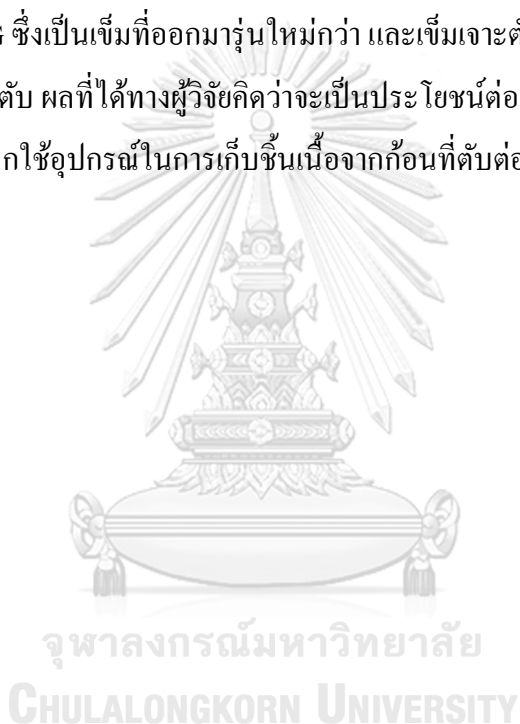 ซึ่งเป็นเข็มที่ออกมารุ่นใหม่กว่า และเข็มเจาะตั
ตับ ผลที่ได้ทางผู้วิจัยคิดว่าจะเป็นประโยชน์ต่อ
กใช้อุปกรณ์ในการเก็บชิ้นเนื้อจากก้อนที่ตับต่อ
จุฬาลงกรณ์มหาวิทยาลัย
CHULALONGKORN UNIVERSITY